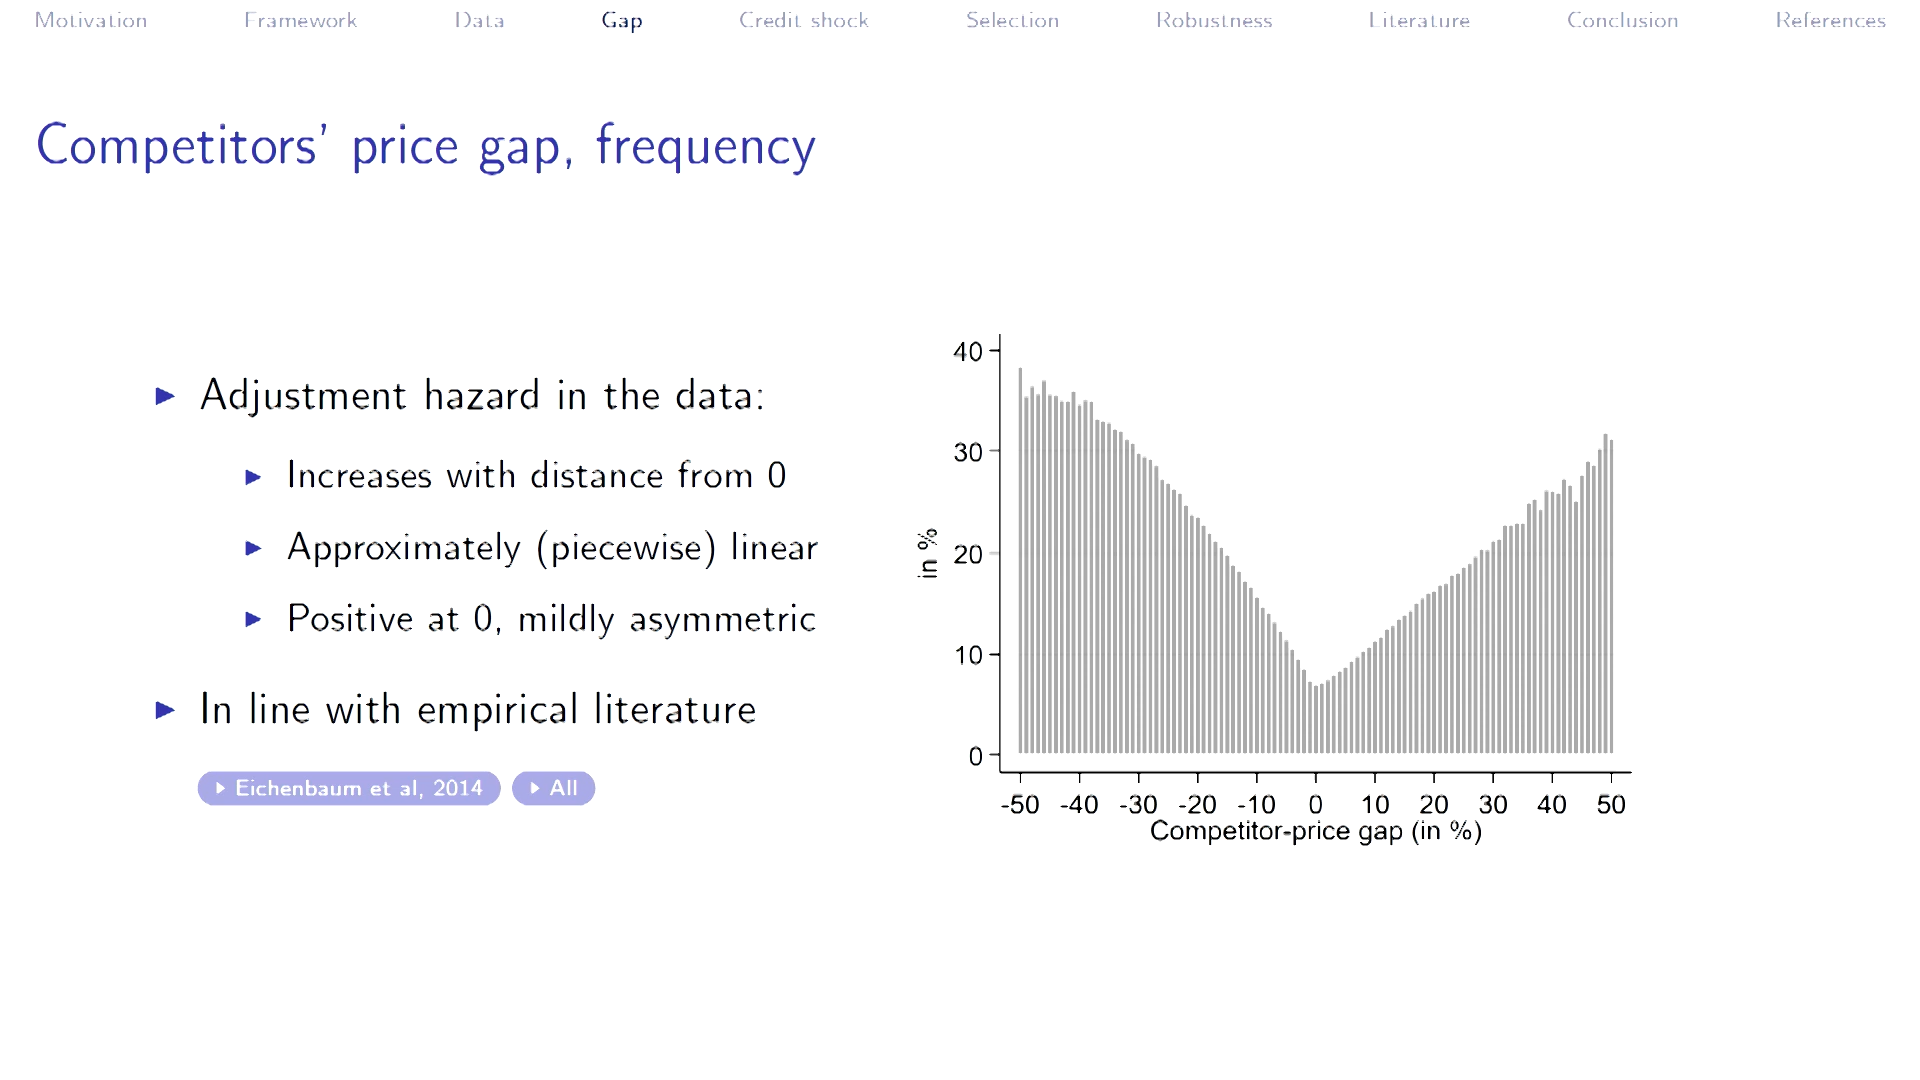 Motivation Framework Data Gap Credit shock Selection Robustness Literature Conclusion References
Competitors' price gap, frequency
Adjustment hazard in the data:
Increases with distance from 0
Approximately (piecewise) linear
Positive at 0, mildly asymmetric
In line with empirical literature
Eichenbaum et al, 2014 All
40
30
20
10
0
in %
-50 -40 -30 -20 -10 0 10 20 30 40 50
Competitor-price gap (in %)